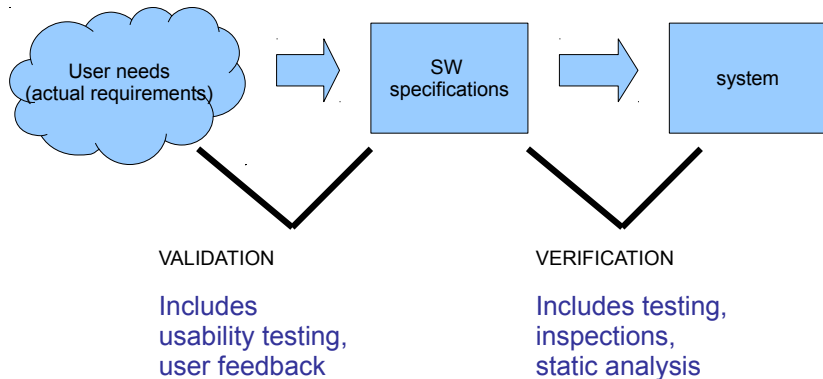 User needs
(actual requirements)
SW
specifications
system
VALIDATION
Includes
usability testing,
user feedback
VERIFICATION
Includes testing,
inspections,
static analysis